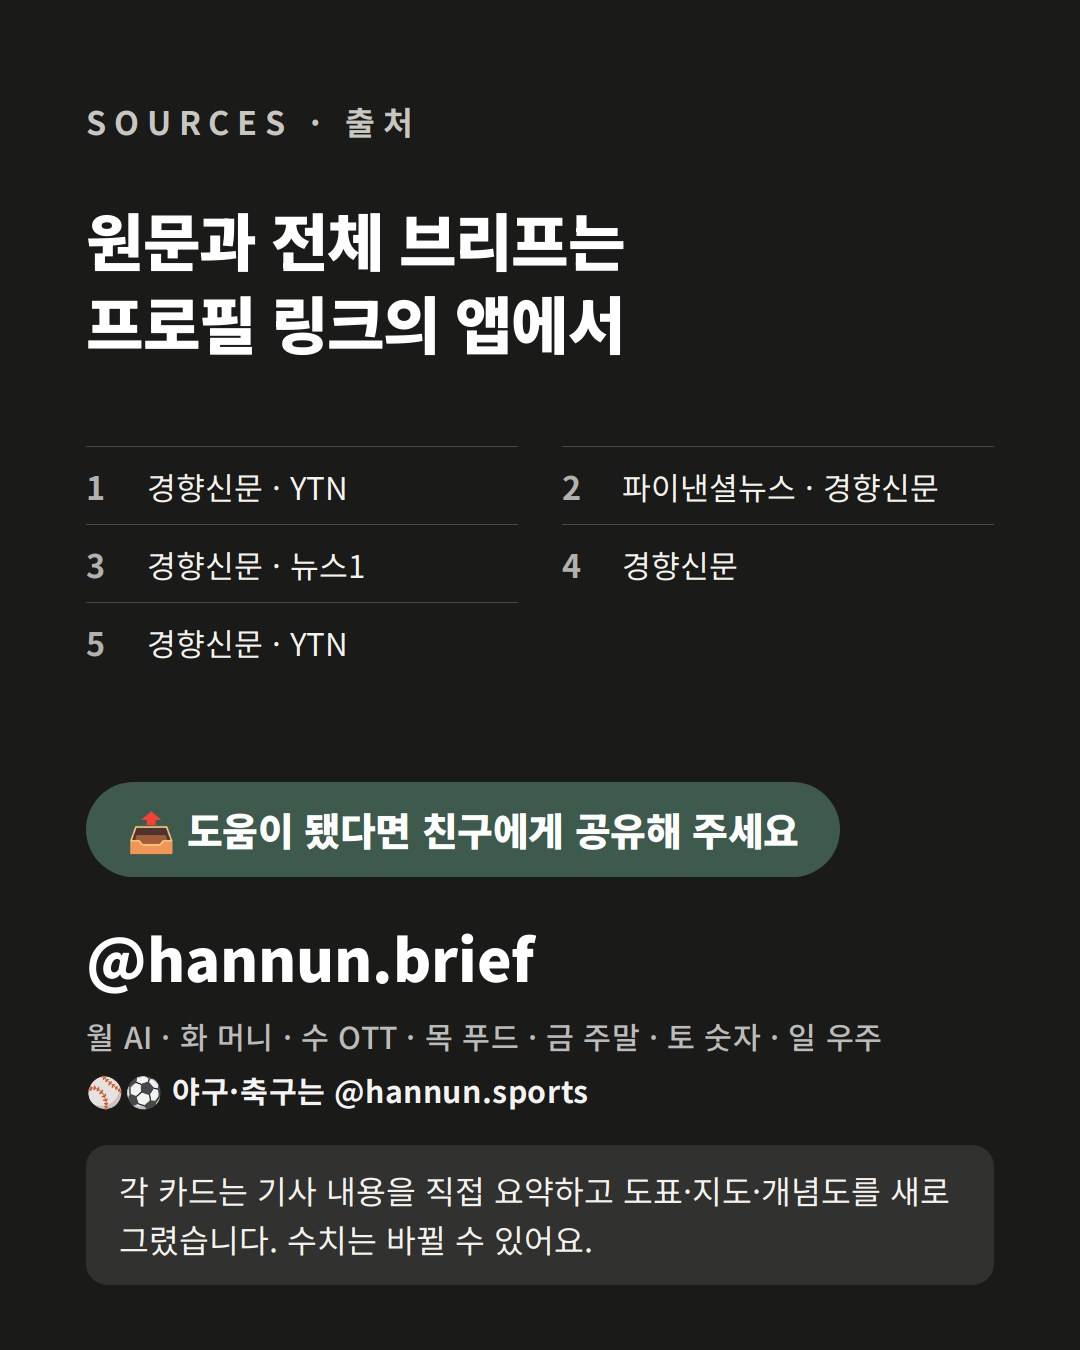 SOURCES · 출처
원문과 전체 브리프는
프로필 링크의 앱에서
1 경향신문 · YTN
2 파이낸셜뉴스 · 경향신문
3 경향신문 · 뉴스1
4 경향신문
5 경향신문 · YTN
도움이 됐다면 친구에게 공유해 주세요
@hannun.brief
월 AI · 화 머니 · 수 OTT · 목 푸드 · 금 주말 · 토 숫자 · 일 우주
야구·축구는 @hannun.sports
각 카드는 기사 내용을 직접 요약하고 도표·지도·개념도를 새로
그렸습니다. 수치는 바뀔 수 있어요.